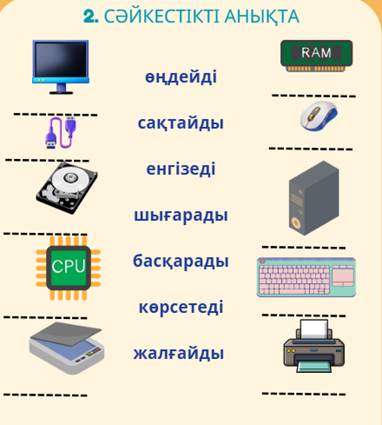 2. СӘЙКЕСТІКТІ АНЫҚТА
RAM
өңдейді
сақтайды
енгізеді
шығарады
басқарады
CPU
көрсетеді
жалғайды